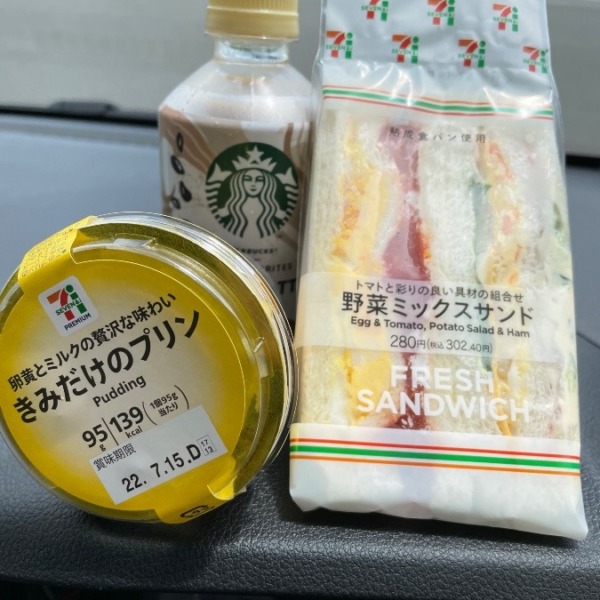 7
SEVEN ELEVEN
PREMIUM
卵黄とミルクの贅沢な味わい
きみだけのプリン
Pudding
95g
139kcal
(1個95g当たり)
賞味期限
22. 7.15.D
熟成食パン使用
トマトと彩りの良い具材の組合せ
野菜ミックスサンド
Egg & Tomato, Potato Salad & Ham
280円(税込302.40円)
FRESH
SANDWICH